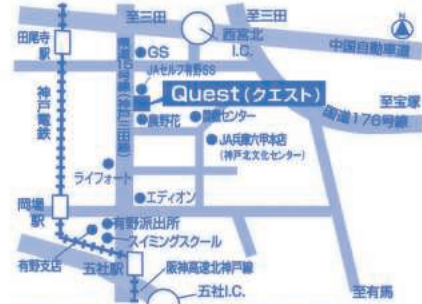 至三田
至三田
西宮北
I.C.
田尾寺
駅
GS
JAセルフ有野SS
中国自動車道
Quest(クエスト)
至宝塚
国道176号線
神戸電鉄
農野花
センター
JA兵庫六甲本店
(神戸北文化センター)
ライフォート
エディオン
岡場
駅
有野派出所
スイミングスクール
有野支店
五社駅
阪神高速北神戸線
五社I.C.
至有馬